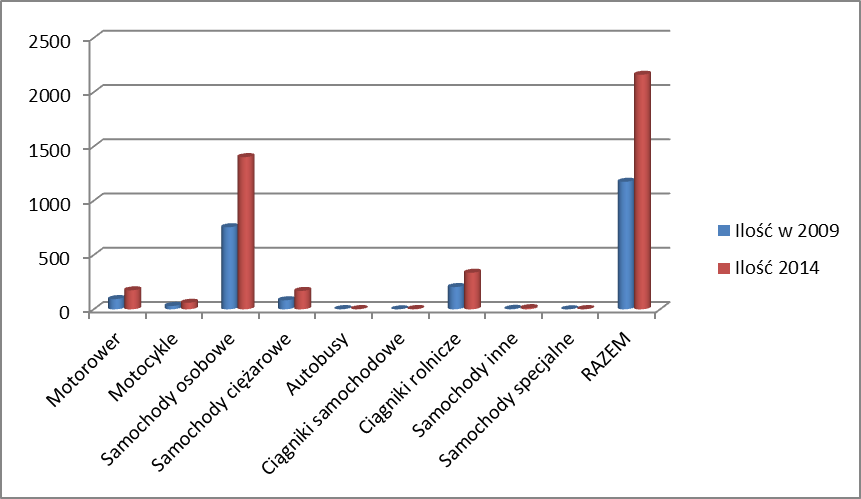 2500
2000
1500
1000
500
0
Motorower
Motocykle
Samochody osobowe
Samochody ciężarowe
Autobusy
Ciągniki samochodowe
Ciągniki rolnicze
Samochody inne
Samochody specjalne
RAZEM
Ilość w 2009
Ilość 2014